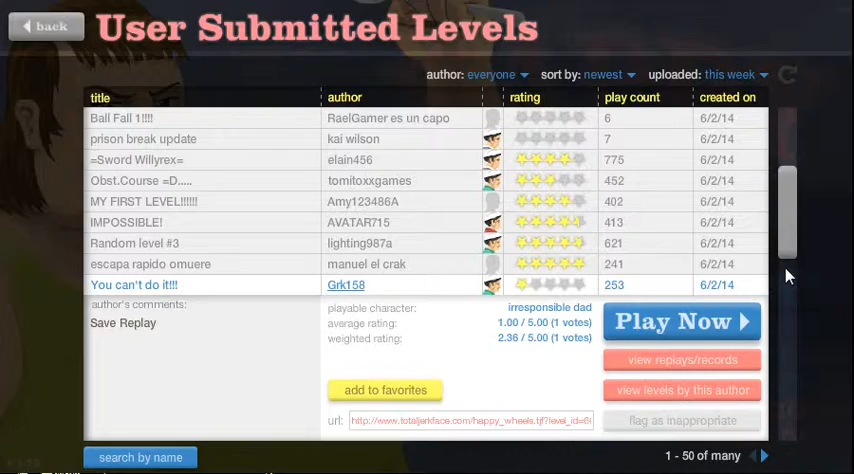 back
User Submitted Levels
author: everyone sort by: newest uploaded: this week
title author rating play count created on
Ball Fall 1!!!! RaelGamer es un capo 6 6/2/14
prison break update kai wilson 7 6/2/14
=Sword Willyrex= elain456 775 6/2/14
Obst.Course =D..... tomitoxxgames 452 6/2/14
MY FIRST LEVEL!!!!!! Amy123486A 402 6/2/14
IMPOSSIBLE! AVATAR715 413 6/2/14
Random level #3 lighting987a 621 6/2/14
escapa rapido omuere manuel el crak 241 6/2/14
You can't do it!!! Grk158 253 6/2/14
author's comments:
Save Replay
playable character: irresponsible dad
average rating: 1.00 / 5.00 (1 votes)
weighted rating: 2.36 / 5.00 (1 votes)
Play Now
view replays/records
add to favorites
view levels by this author
url: http://www.totaljerkface.com/happy_wheels.tjf?level_id=6
flag as inappropriate
search by name
1 - 50 of many